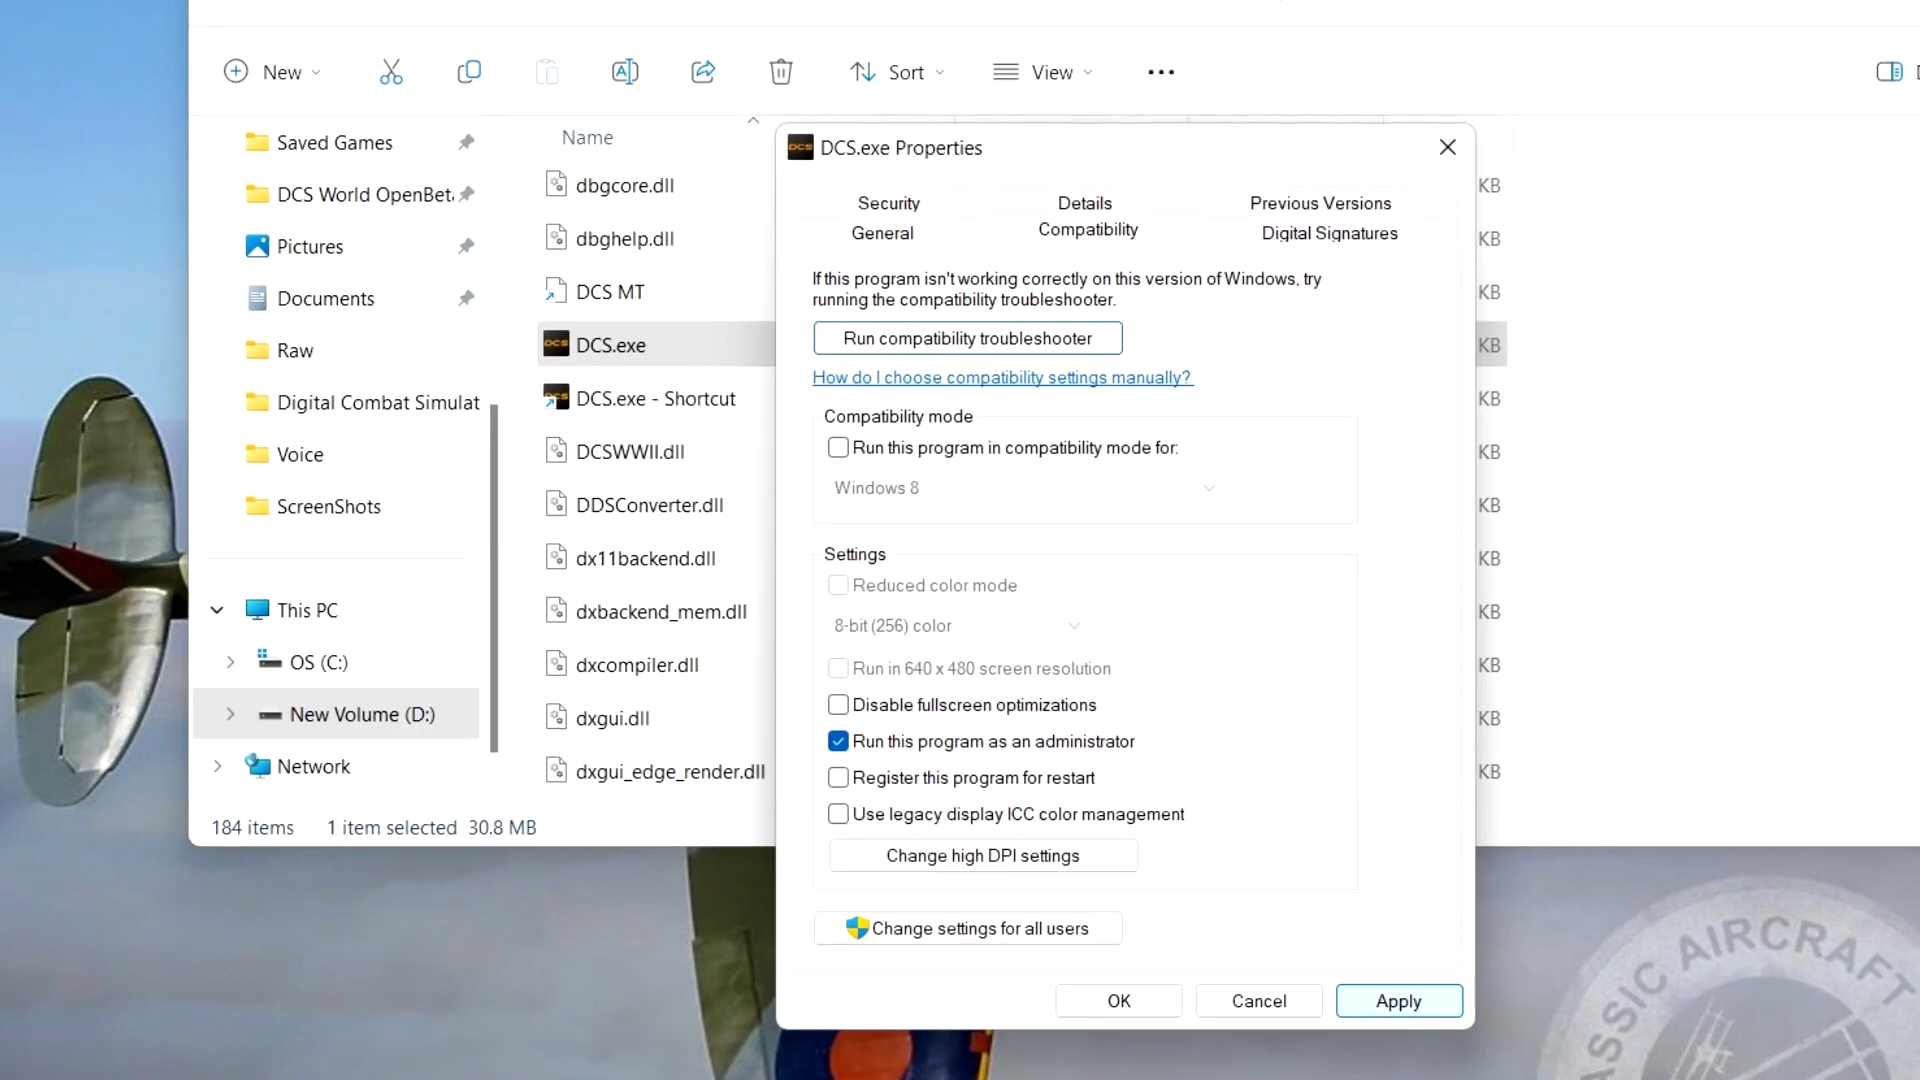 New
Sort
View
Saved Games
DCS World OpenBet
Pictures
Documents
Raw
Digital Combat Simulat
Voice
ScreenShots
This PC
OS (C:)
New Volume (D:)
Network
184 items 1 item selected 30.8 MB
Name
dbgcore.dll
dbghelp.dll
DCS MT
DCS.exe
DCS.exe - Shortcut
DCSWWII.dll
DDSConverter.dll
dx11backend.dll
dxbackend_mem.dll
dxcompiler.dll
dxgui.dll
dxgui_edge_render.dll
KB
KB
KB
KB
KB
KB
KB
KB
KB
KB
KB
KB
DCS
DCS.exe Properties
Security Details Previous Versions
General Compatibility Digital Signatures
If this program isn't working correctly on this version of Windows, try
running the compatibility troubleshooter.
Run compatibility troubleshooter
How do I choose compatibility settings manually?
Compatibility mode
Run this program in compatibility mode for:
Windows 8
Settings
Reduced color mode
8-bit (256) color
Run in 640 x 480 screen resolution
Disable fullscreen optimizations
Run this program as an administrator
Register this program for restart
Use legacy display ICC color management
Change high DPI settings
Change settings for all users
OK Cancel Apply
ASSIC AIRCRAFT